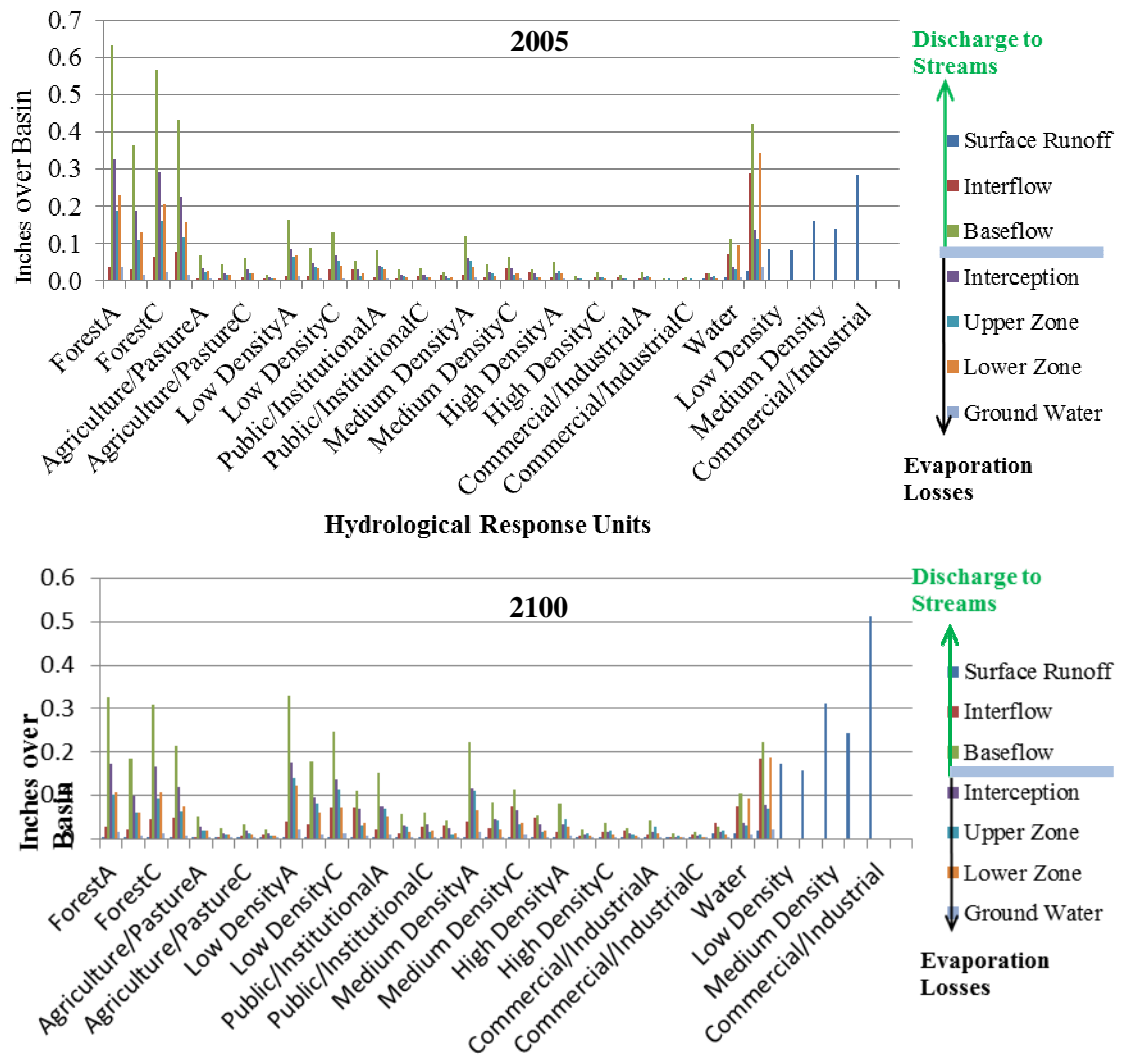 2005
Inches over Basin
0.7
0.6
0.5
0.4
0.3
0.2
0.1
0.0
ForestA
ForestC
Agriculture/PastureA
Agriculture/PastureC
Low DensityA
Low DensityC
Public/InstitutionalA
Public/InstitutionalC
Medium DensityA
Medium DensityC
High DensityA
High DensityC
Commercial/IndustrialA
Commercial/IndustrialC
Water
Low Density
Medium Density
Commercial/Industrial
Hydrological Response Units
Discharge to
Streams
Surface Runoff
Interflow
Baseflow
Interception
Upper Zone
Lower Zone
Ground Water
Evaporation
Losses
2100
Inches over
Basin
0.6
0.5
0.4
0.3
0.2
0.1
0
ForestA
ForestC
Agriculture/PastureA
Agriculture/PastureC
Low DensityA
Low DensityC
Public/InstitutionalA
Public/InstitutionalC
Medium DensityA
Medium DensityC
High DensityA
High DensityC
Commercial/IndustrialA
Commercial/IndustrialC
Water
Low Density
Medium Density
Commercial/Industrial
Discharge to
Streams
Surface Runoff
Interflow
Baseflow
Interception
Upper Zone
Lower Zone
Ground Water
Evaporation
Losses